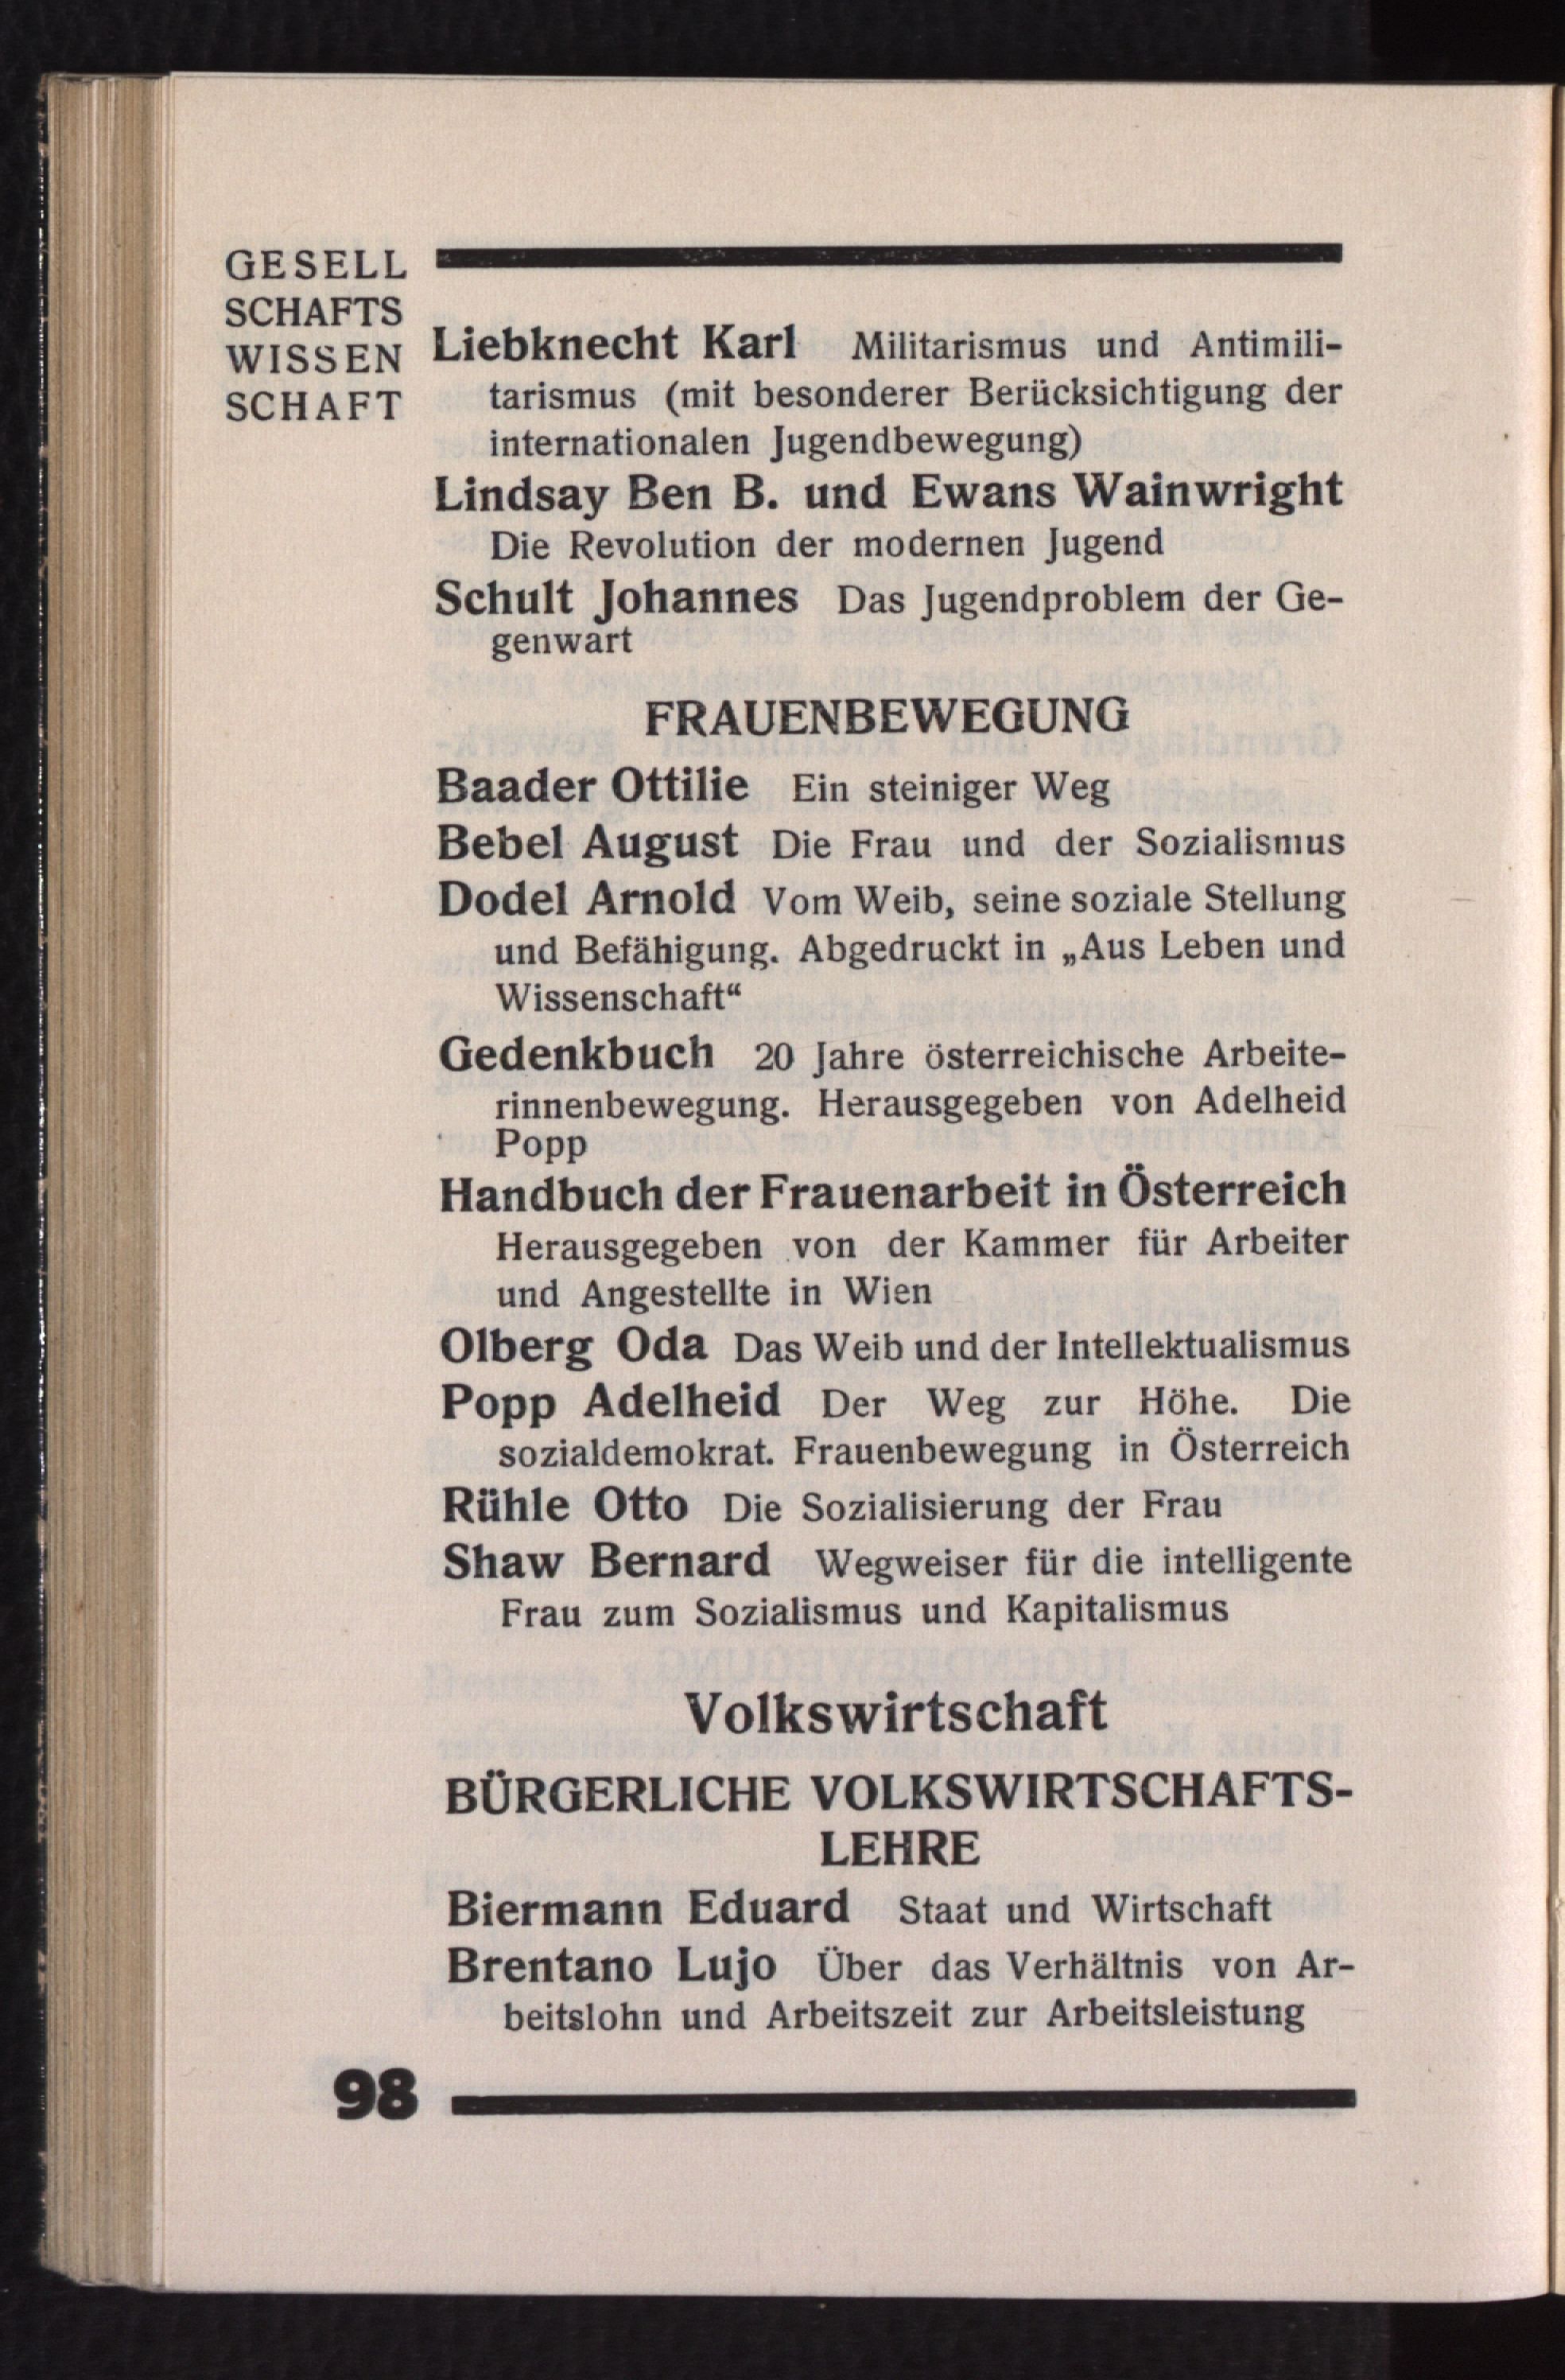 GESELL
SCHAFTS
WISSEN
SCHAFT
Liebknecht Karl Militarismus und Antimili-
tarismus (mit besonderer Berücksichtigung der
internationalen Jugendbewegung)
Lindsay Ben B. und Ewans Wainwright
Die Revolution der modernen Jugend
Schult Johannes Das Jugendproblem der Ge-
genwart
FRAUENBEWEGUNG
Baader Ottilie Ein steiniger Weg
Bebel August Die Frau und der Sozialismus
Dodel Arnold Vom Weib, seine soziale Stellung
und Befähigung. Abgedruckt in „Aus Leben und
Wissenschaft“
Gedenkbuch 20 Jahre österreichische Arbeite-
rinnenbewegung. Herausgegeben von Adelheid
Popp
Handbuch der Frauenarbeit in Österreich
Herausgegeben von der Kammer für Arbeiter
und Angestellte in Wien
Olberg Oda Das Weib und der Intellektualismus
Popp Adelheid Der Weg zur Höhe. Die
sozialdemokrat. Frauenbewegung in Österreich
Rühle Otto Die Sozialisierung der Frau
Shaw Bernard Wegweiser für die intelligente
Frau zum Sozialismus und Kapitalismus
Volkswirtschaft
BÜRGERLICHE VOLKSWIRTSCHAFTS-
LEHRE
Biermann Eduard Staat und Wirtschaft
Brentano Lujo Über das Verhältnis von Ar-
beitslohn und Arbeitszeit zur Arbeitsleistung
98